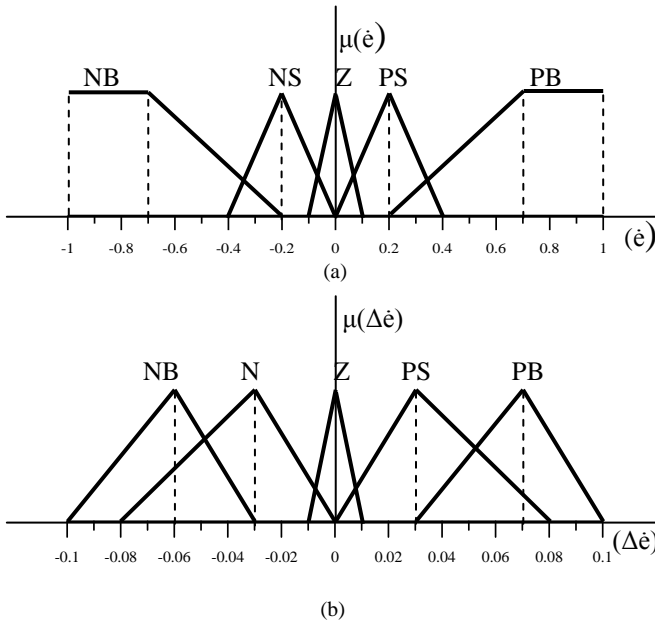 μ(ė)
NB NS Z PS PB
-1 -0.8 -0.6 -0.4 -0.2 0 0.2 0.4 0.6 0.8 1 (ė)
(a)
μ(Δė)
NB N Z PS PB
-0.1 -0.08 -0.06 -0.04 -0.02 0 0.02 0.04 0.06 0.08 0.1 (Δė)
(b)